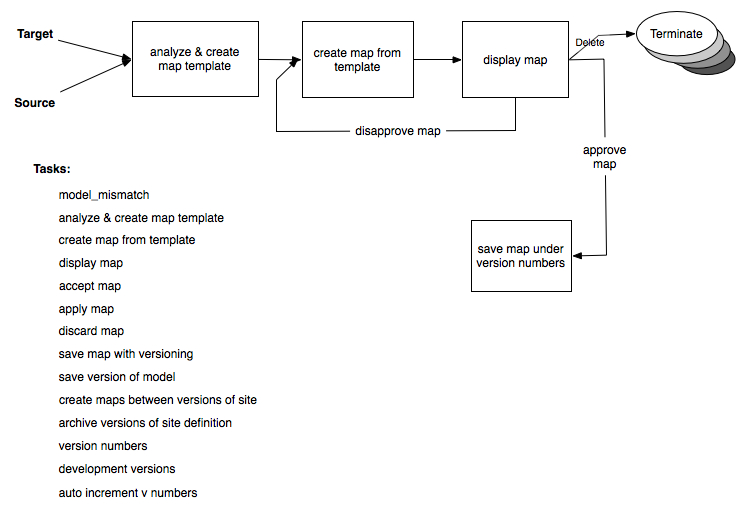 Target
Source
analyze & create
map template
create map from
template
display map
Delete
Terminate
disapprove map
approve
map
save map under
version numbers
Tasks:
model_mismatch
analyze & create map template
create map from template
display map
accept map
apply map
discard map
save map with versioning
save version of model
create maps between versions of site
archive versions of site definition
version numbers
development versions
auto increment v numbers